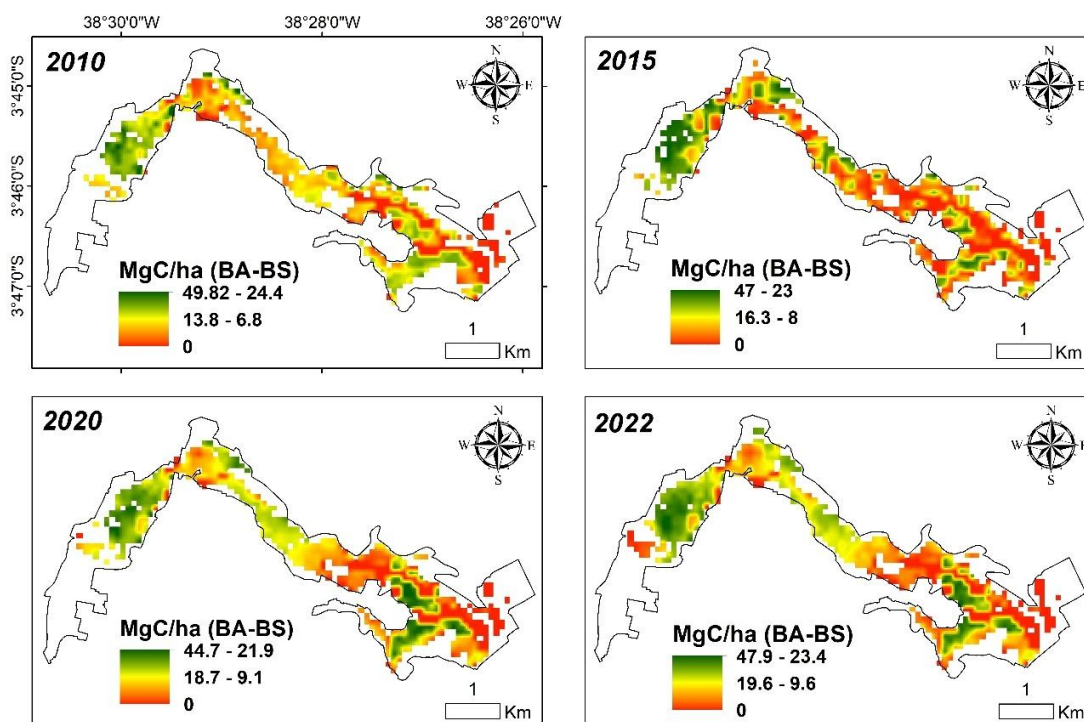 38°30'0"W 38°28'0"W 38°26'0"W
3°45'0"S
3°46'0"S
3°47'0"S
2010
N
W E
S
MgC/ha (BA-BS)
49.82 - 24.4
13.8 - 6.8
0
1
Km
2015
N
W E
S
MgC/ha (BA-BS)
47 - 23
16.3 - 8
0
1
Km
2020
N
W E
S
MgC/ha (BA-BS)
44.7 - 21.9
18.7 - 9.1
0
1
Km
2022
N
W E
S
MgC/ha (BA-BS)
47.9 - 23.4
19.6 - 9.6
0
1
Km